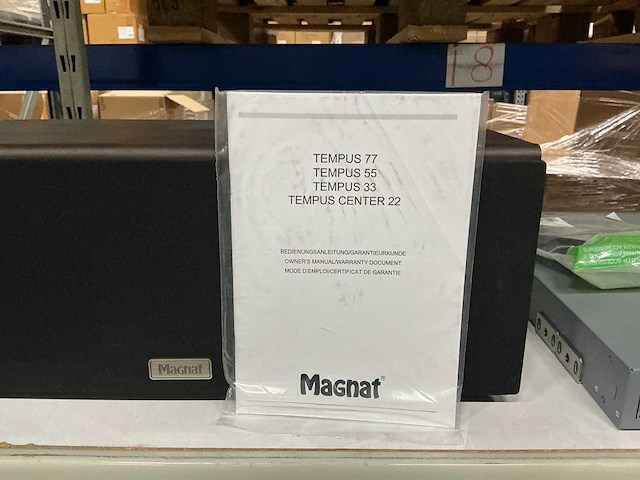 18
TEMPUS 77
TEMPUS 55
TEMPUS 33
TEMPUS CENTER 22
BEDIENUNGSANLEITUNG/GARANTIEURKUNDE
OWNER'S MANUAL/WARRANTY DOCUMENT
MODE D'EMPLOI/CERTIFICAT DE GARANTIE
Magnat
Magnat®